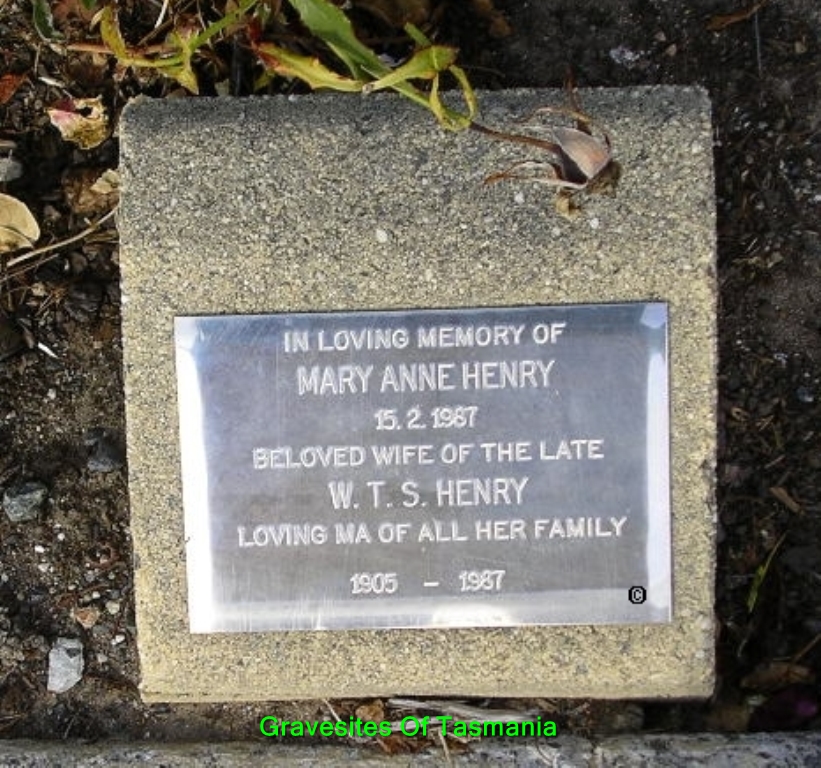 IN LOVING MEMORY OF
MARY ANNE HENRY
15. 2. 1987
BELOVED WIFE OF THE LATE
W. T. S. HENRY
LOVING MA OF ALL HER FAMILY
1905 – 1987
©
Gravesites Of Tasmania